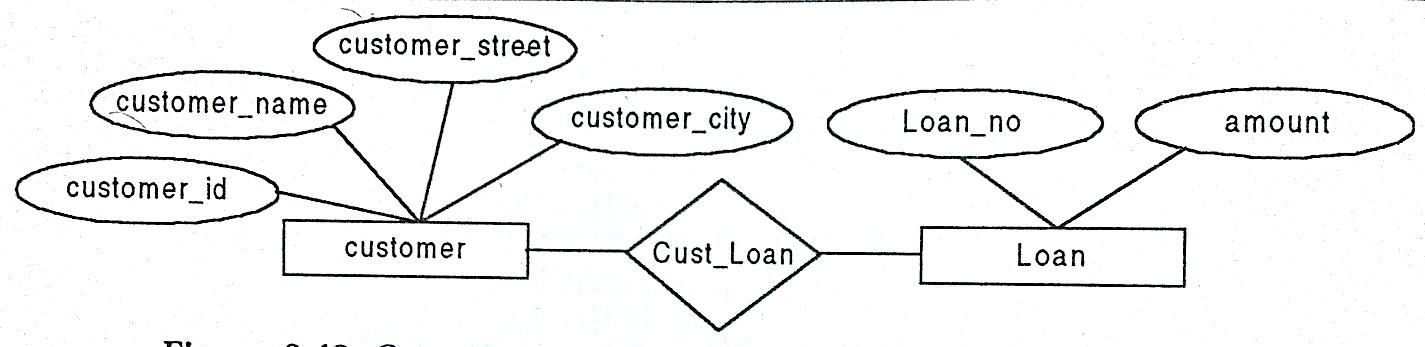 customer_street
customer_name
customer_city
Loan_no
amount
customer_id
customer
Cust_Loan
Loan